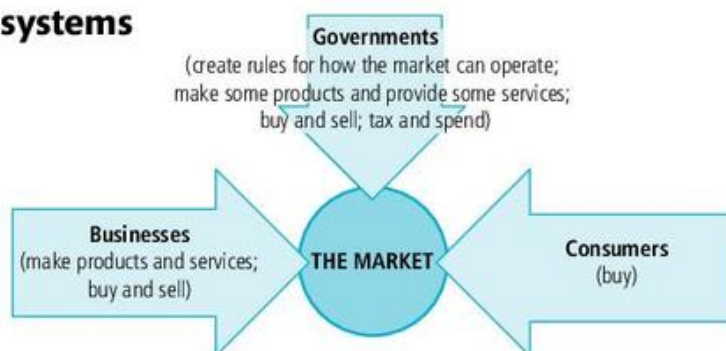 systems
Governments
(create rules for how the market can operate;
make some products and provide some services;
buy and sell; tax and spend)
Businesses
(make products and services;
buy and sell)
THE MARKET
Consumers
(buy)